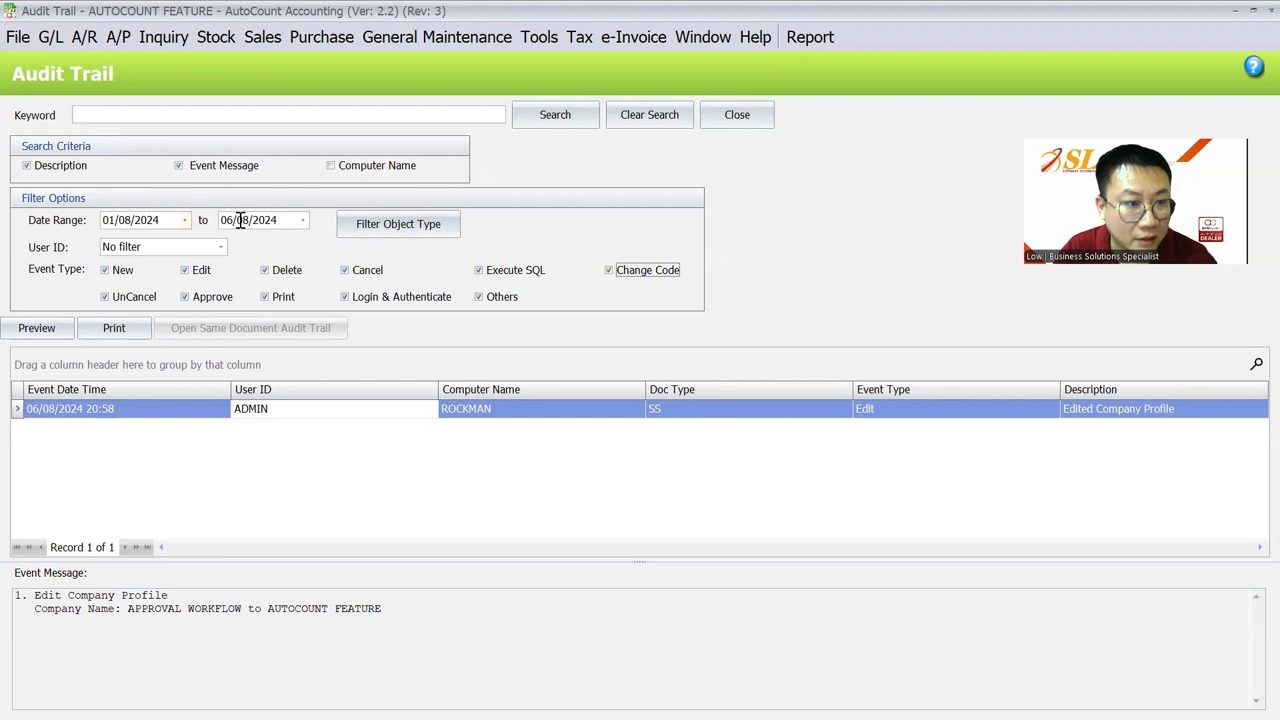 Audit Trail - AUTOCOUNT FEATURE - AutoCount Accounting (Ver: 2.2) (Rev: 3)
File G/L A/R A/P Inquiry Stock Sales Purchase General Maintenance Tools Tax e-Invoice Window Help Report
Audit Trail
Keyword Search Clear Search Close
Search Criteria
Description Event Message Computer Name
Filter Options
Date Range: 01/08/2024 to 06/08/2024 Filter Object Type
User ID: No filter
Event Type: New Edit Delete Cancel Execute SQL Change Code
UnCancel Approve Print Login & Authenticate Others
SL
DEALER
Low | Business Solutions Specialist
Preview Print Open Same Document Audit Trail
Drag a column header here to group by that column
Event Date Time User ID Computer Name Doc Type Event Type Description
06/08/2024 20:58 ADMIN ROCKMAN SS Edit Edited Company Profile
Record 1 of 1
Event Message:
1. Edit Company Profile
Company Name: APPROVAL WORKFLOW to AUTOCOUNT FEATURE